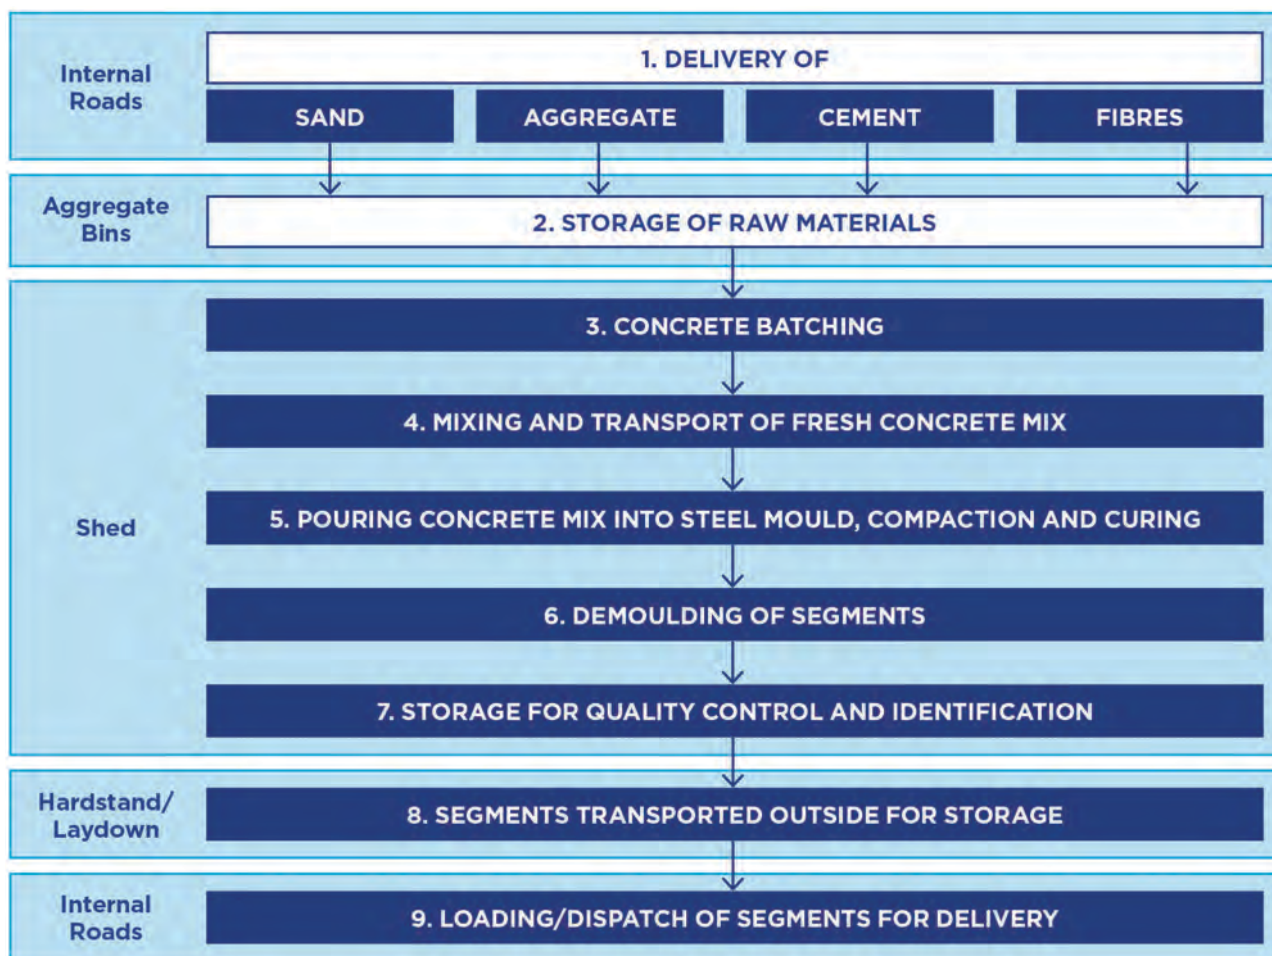 Internal
Roads
1. DELIVERY OF
SAND
AGGREGATE
CEMENT
FIBRES
Aggregate
Bins
2. STORAGE OF RAW MATERIALS
Shed
3. CONCRETE BATCHING
4. MIXING AND TRANSPORT OF FRESH CONCRETE MIX
5. POURING CONCRETE MIX INTO STEEL MOULD, COMPACTION AND CURING
6. DEMOULDING OF SEGMENTS
7. STORAGE FOR QUALITY CONTROL AND IDENTIFICATION
Hardstand/
Laydown
8. SEGMENTS TRANSPORTED OUTSIDE FOR STORAGE
Internal
Roads
9. LOADING/DISPATCH OF SEGMENTS FOR DELIVERY